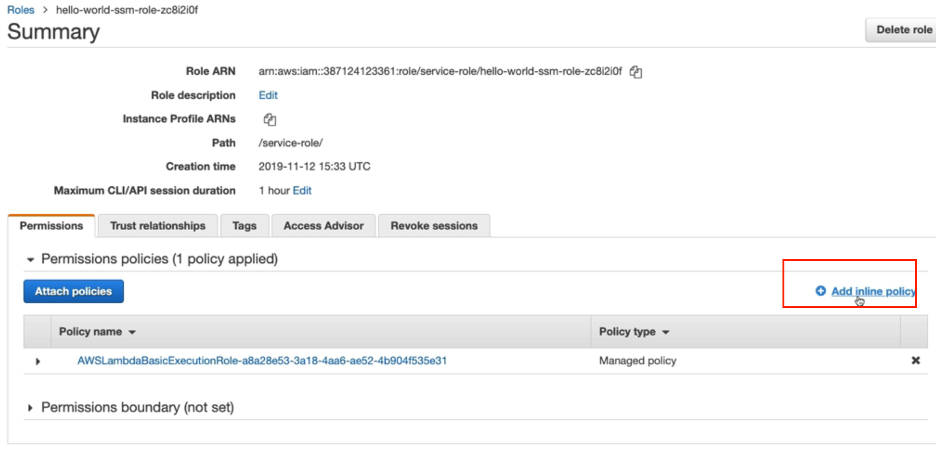 Roles > hello-world-ssm-role-zc8i2i0f
Summary
Delete role
Role ARN arn:aws:iam::387124123361:role/service-role/hello-world-ssm-role-zc8i2i0f
Role description Edit
Instance Profile ARNs
Path /service-role/
Creation time 2019-11-12 15:33 UTC
Maximum CLI/API session duration 1 hour Edit
Permissions Trust relationships Tags Access Advisor Revoke sessions
Permissions policies (1 policy applied)
Attach policies Add inline policy
Policy name Policy type
AWSLambdaBasicExecutionRole-a8a28e53-3a18-4aa6-ae52-4b904f535e31 Managed policy
Permissions boundary (not set)